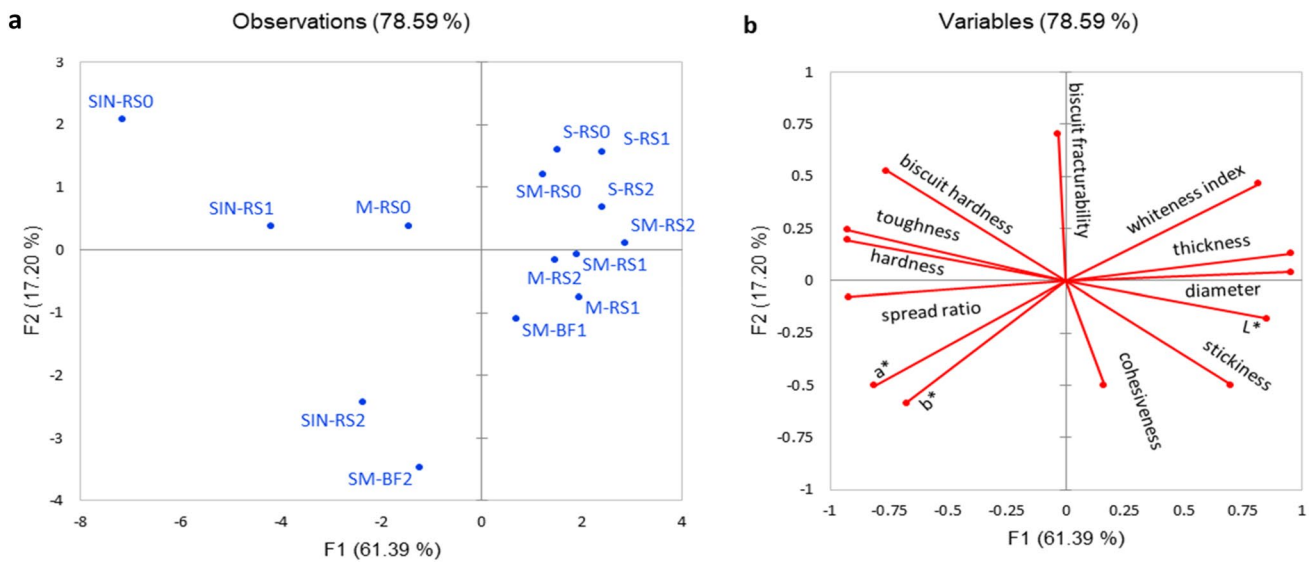 a
Observations (78.59 %)
3
2
1
0
-1
-2
-3
-4
F2 (17.20 %)
SIN-RS0
S-RS0
S-RS1
SM-RS0
S-RS2
SIN-RS1
M-RS0
SM-RS2
SM-RS1
M-RS2
M-RS1
SM-BF1
SIN-RS2
SM-BF2
-8
-6
-4
-2
0
2
4
F1 (61.39 %)
b
Variables (78.59 %)
1
0.75
0.5
0.25
0
-0.25
-0.5
-0.75
-1
F2 (17.20 %)
biscuit fracturability
biscuit hardness
whiteness index
toughness
thickness
hardness
diameter
spread ratio
L*
stickiness
a*
b*
cohesiveness
-1
-0.75
-0.5
-0.25
0
0.25
0.5
0.75
1
F1 (61.39 %)